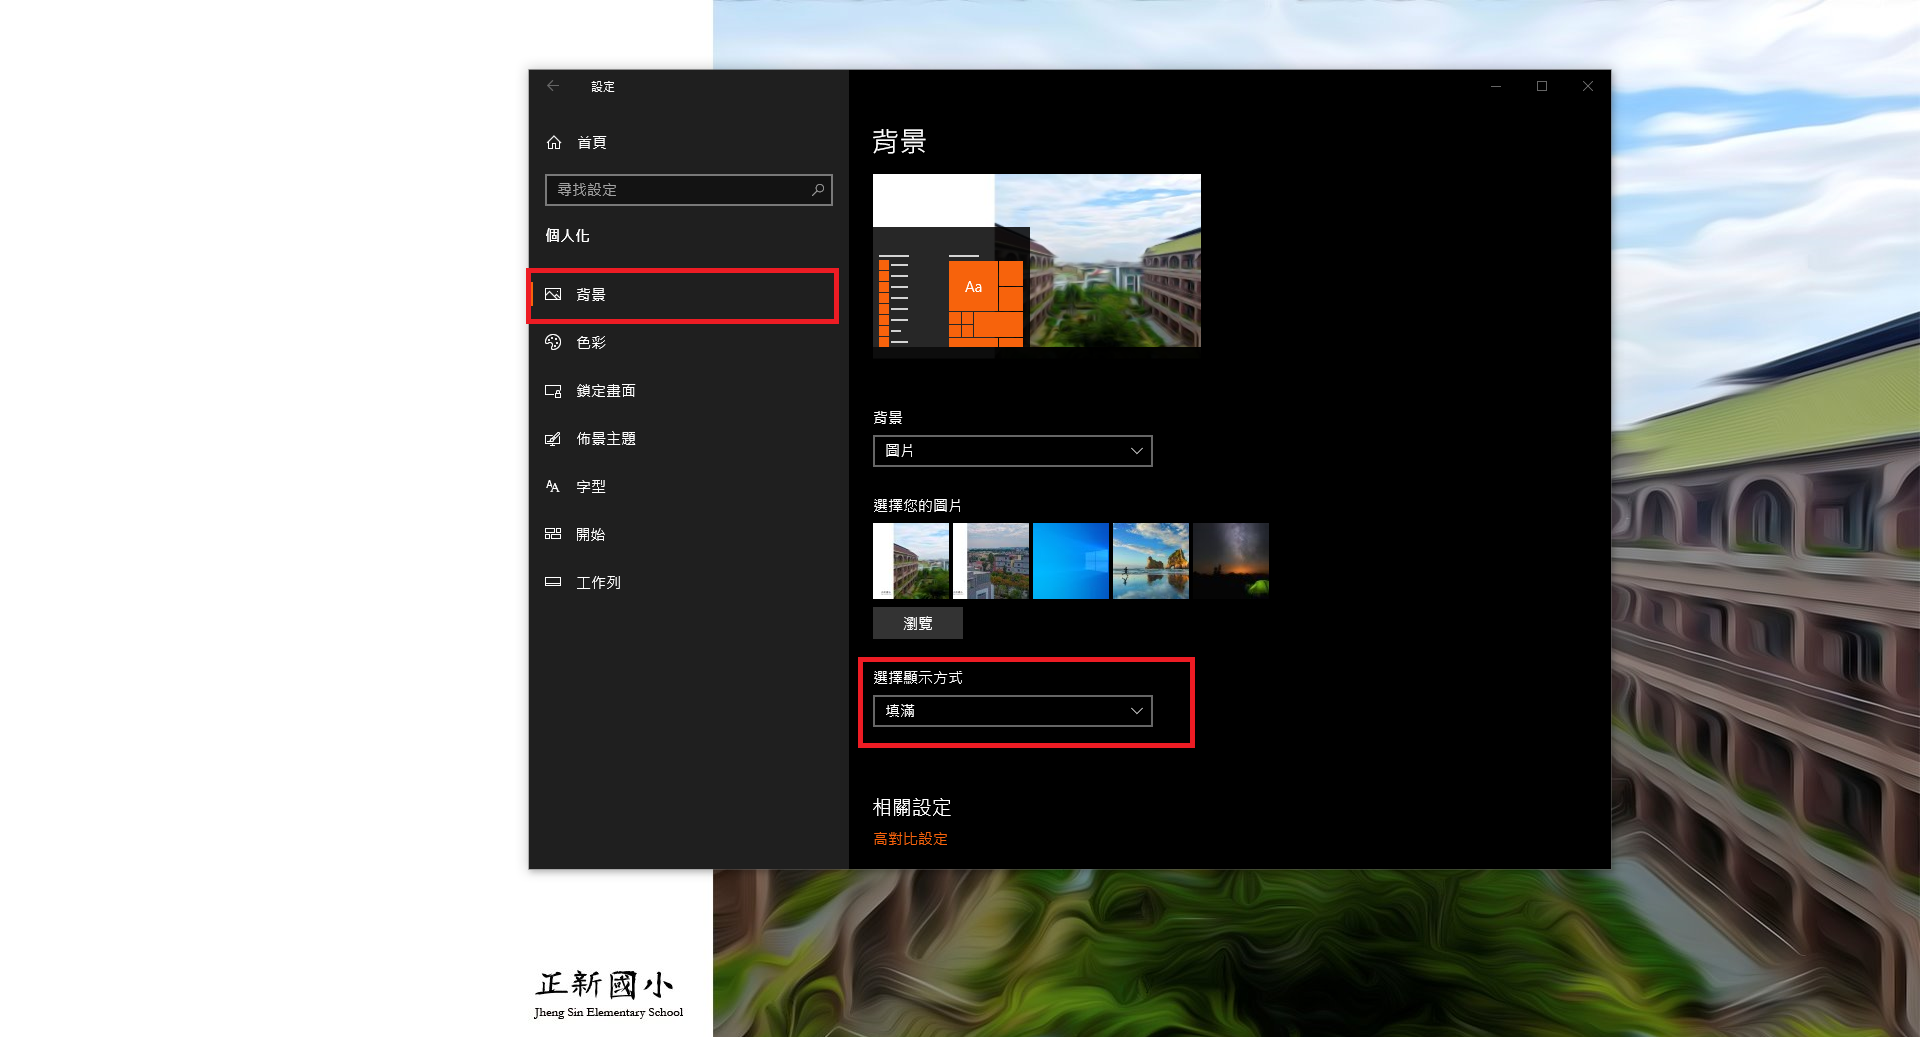 設定
首頁
尋找設定
個人化
背景
色彩
鎖定畫面
佈景主題
字型
開始
工作列
背景
Aa
背景
圖片
選擇您的圖片
瀏覽
選擇顯示方式
填滿
相關設定
高對比設定
正新國小
Jheng Sin Elementary School